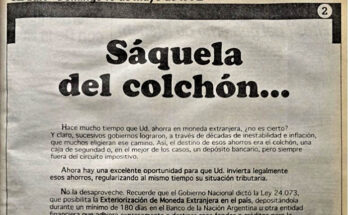 2
Sáquela
del colchón...
Hace mucho tiempo que Ud. ahorra en moneda extranjera, ¿no es cierto?
Y claro, sucesivos gobiernos lograron, a través de décadas de inestabilidad e inflación,
que muchos eligieran ese camino. Así, el destino de esos ahorros era el colchón, una
caja de seguridad o, en el mejor de los casos, un depósito bancario, pero siempre
fuera del circuito impositivo.
Ahora hay una excelente oportunidad para que Ud. invierta legalmente
esos ahorros, regularizando al mismo tiempo su situación tributaria.
No la desaproveche. Recuerde que el Gobierno Nacional dictó la Ley 24.073,
que posibilita la Exteriorización de Moneda Extranjera en el país, depositándola
durante un mínimo de 180 días en el Banco de la Nación Argentina u otra entidad